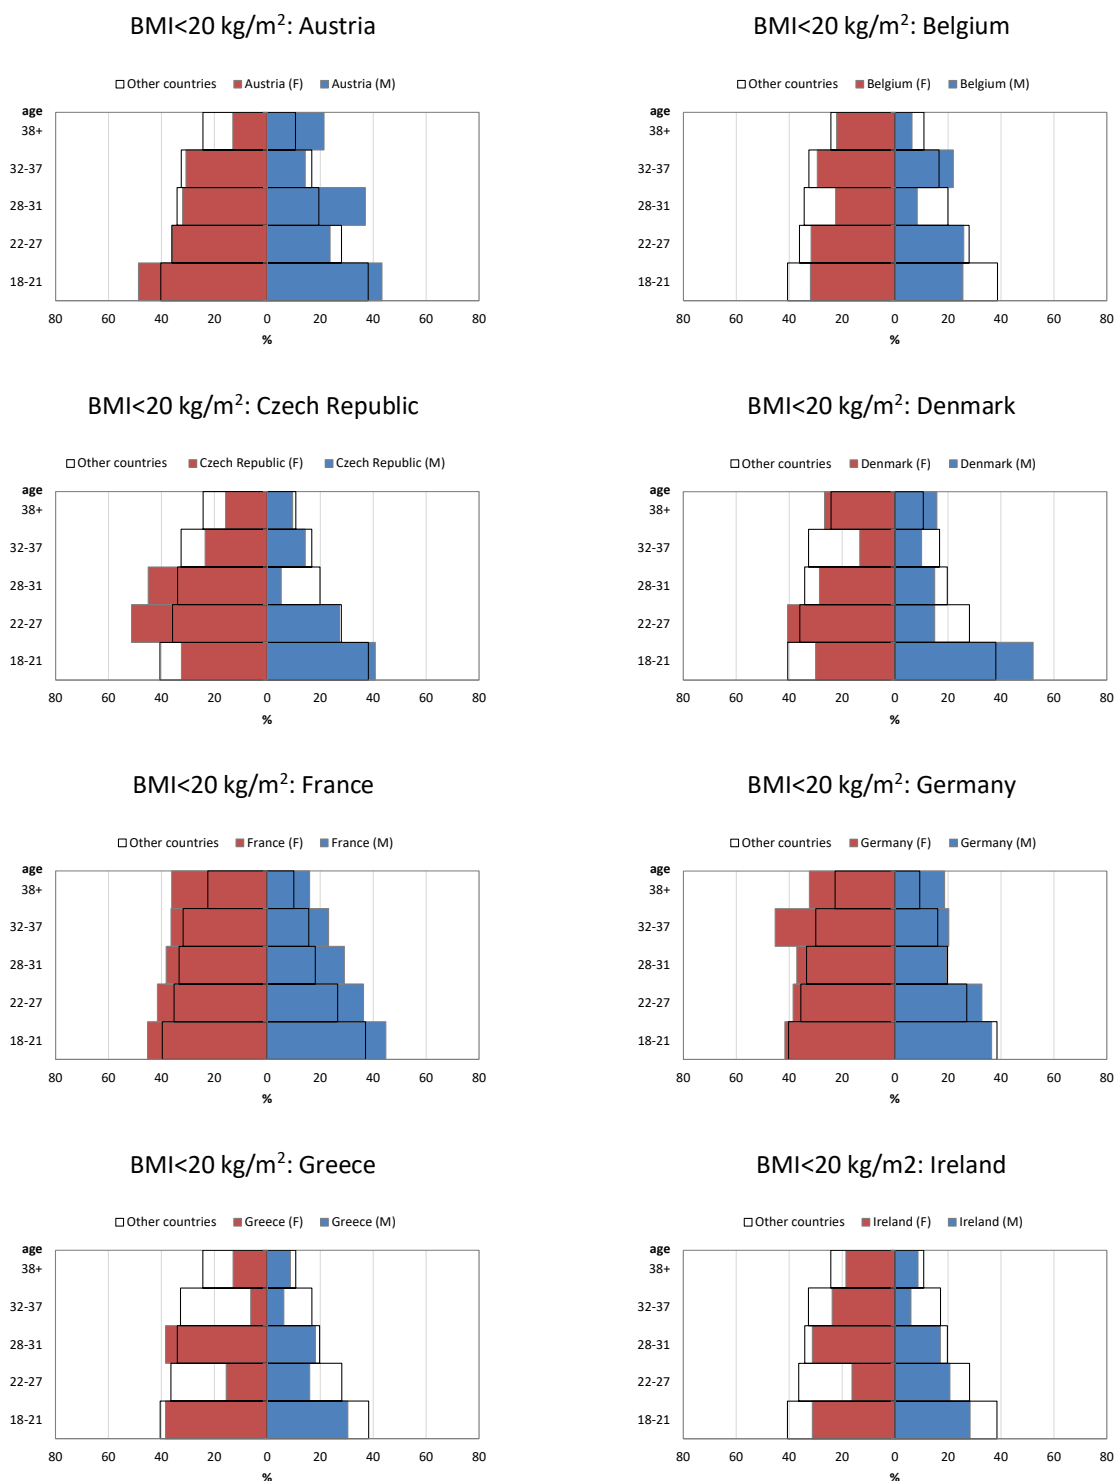 BMI<20 kg/m²: Austria
Other countries Austria (F) Austria (M)
age
38+
32-37
28-31
22-27
18-21
80 60 40 20 0 20 40 60 80
%
BMI<20 kg/m²: Belgium
Other countries Belgium (F) Belgium (M)
age
38+
32-37
28-31
22-27
18-21
80 60 40 20 0 20 40 60 80
%
BMI<20 kg/m²: Czech Republic
Other countries Czech Republic (F) Czech Republic (M)
age
38+
32-37
28-31
22-27
18-21
80 60 40 20 0 20 40 60 80
%
BMI<20 kg/m²: Denmark
Other countries Denmark (F) Denmark (M)
age
38+
32-37
28-31
22-27
18-21
80 60 40 20 0 20 40 60 80
%
BMI<20 kg/m²: France
Other countries France (F) France (M)
age
38+
32-37
28-31
22-27
18-21
80 60 40 20 0 20 40 60 80
%
BMI<20 kg/m²: Germany
Other countries Germany (F) Germany (M)
age
38+
32-37
28-31
22-27
18-21
80 60 40 20 0 20 40 60 80
%
BMI<20 kg/m²: Greece
Other countries Greece (F) Greece (M)
age
38+
32-37
28-31
22-27
18-21
80 60 40 20 0 20 40 60 80
%
BMI<20 kg/m2: Ireland
Other countries Ireland (F) Ireland (M)
age
38+
32-37
28-31
22-27
18-21
80 60 40 20 0 20 40 60 80
%